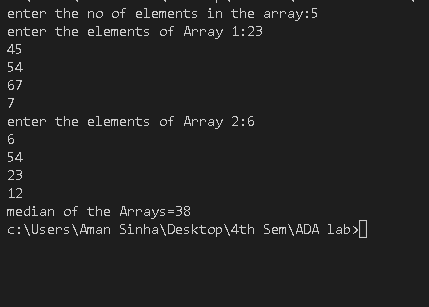 enter the no of elements in the array:5
enter the elements of Array 1:23
45
54
67
7
enter the elements of Array 2:6
6
54
23
12
median of the Arrays=38
c:\Users\Aman Sinha\Desktop\4th Sem\ADA lab>